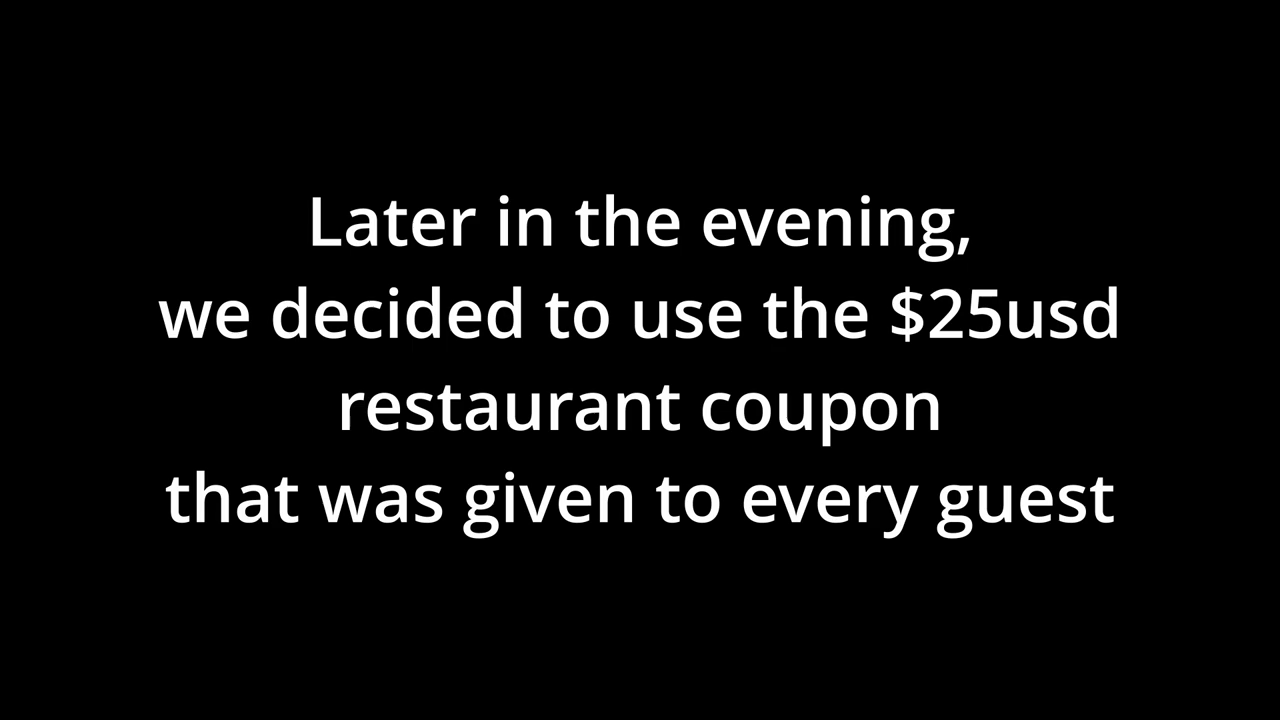 Later in the evening,
we decided to use the $25usd
restaurant coupon
that was given to every guest